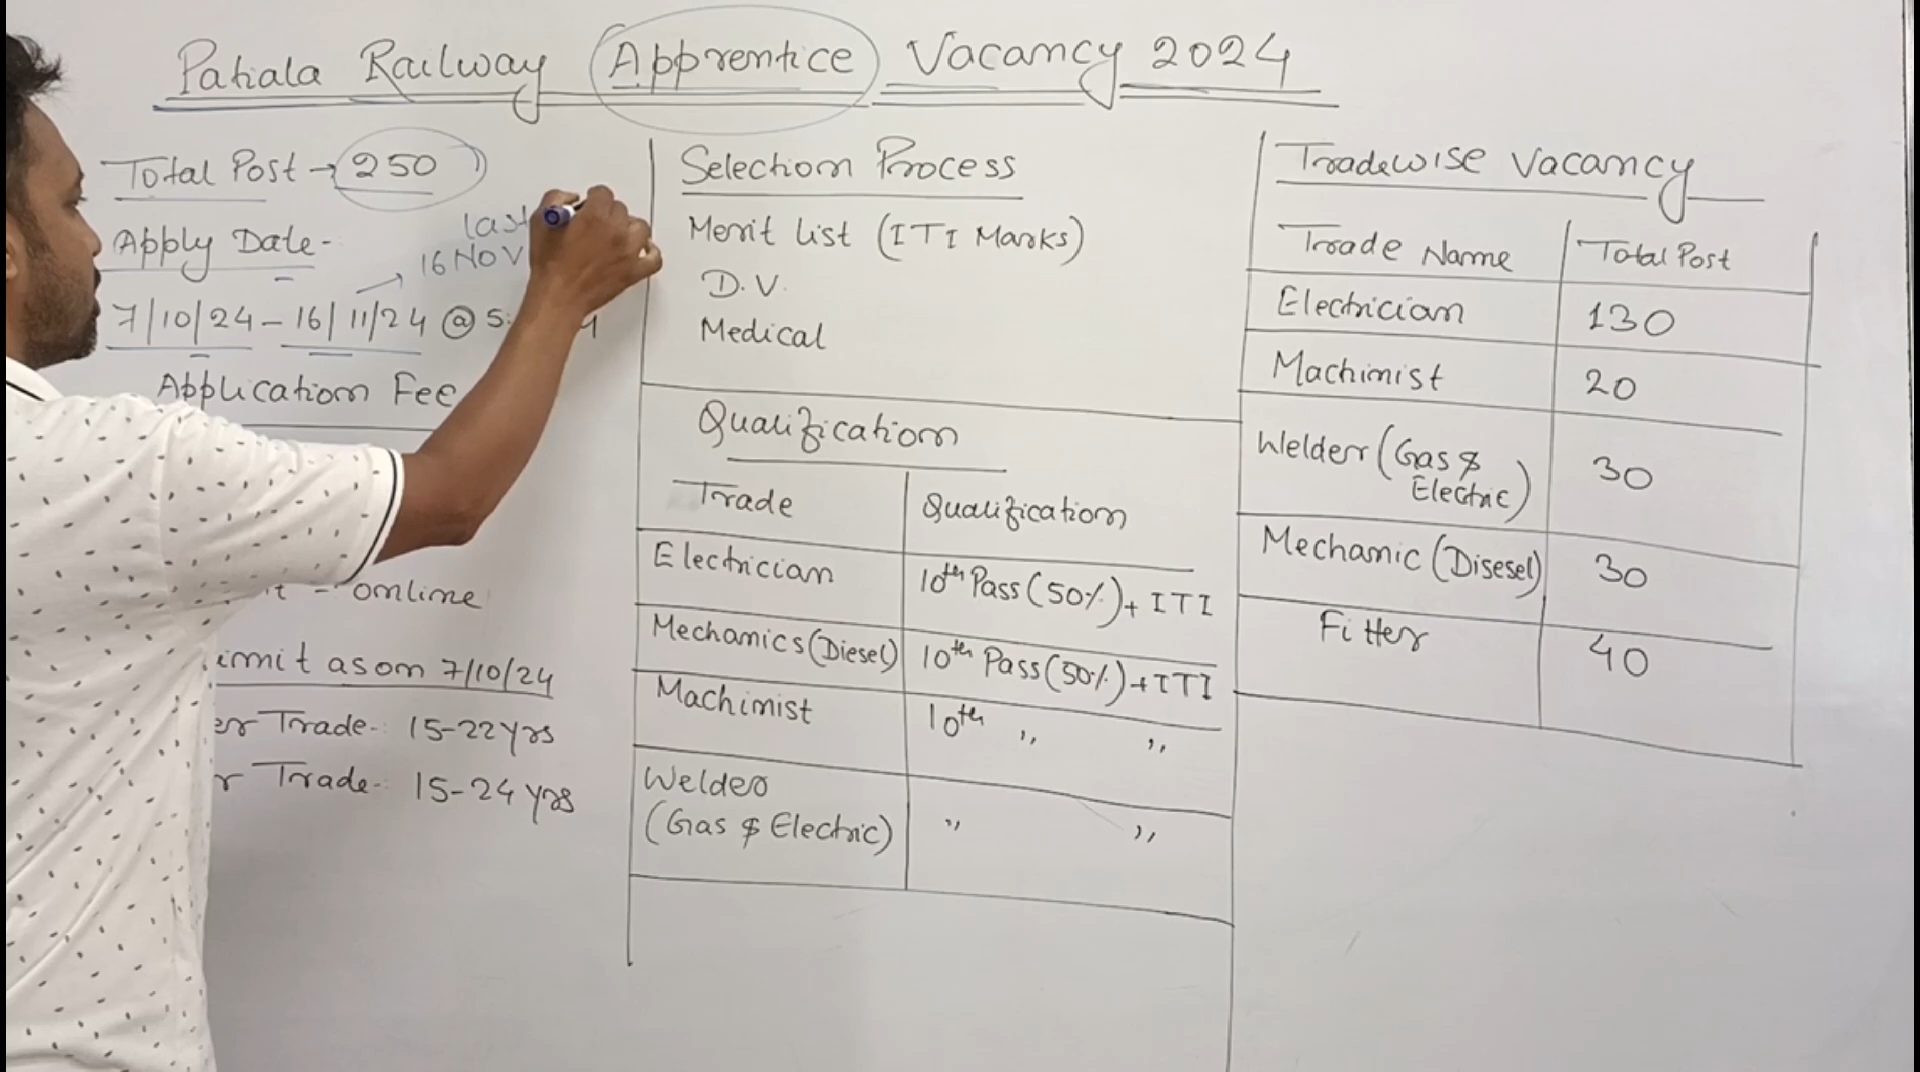 Patiala Railway Apprentice Vacancy 2024
Total Post → 250
Apply Date -
last
16 NOV
7/10/24 - 16/11/24 @ 5:
Application Fee
- online
as on 7/10/24
Trade - 15-22 yrs
Trade - 15-24 yrs
Selection Process
Merit list (ITI Marks)
D.V.
Medical
Qualification
Trade Qualification
Electrician 10th Pass (50%) + ITI
Mechanics (Diesel) 10th Pass (50%) + ITI
Machinist 10th ,, ,,
Welder
(Gas & Electric) ,, ,,
Tradewise Vacancy
Trade Name Total Post
Electrician 130
Machinist 20
Welder (Gas & 30
Electric)
Mechanic (Disesel) 30
Fitter 40